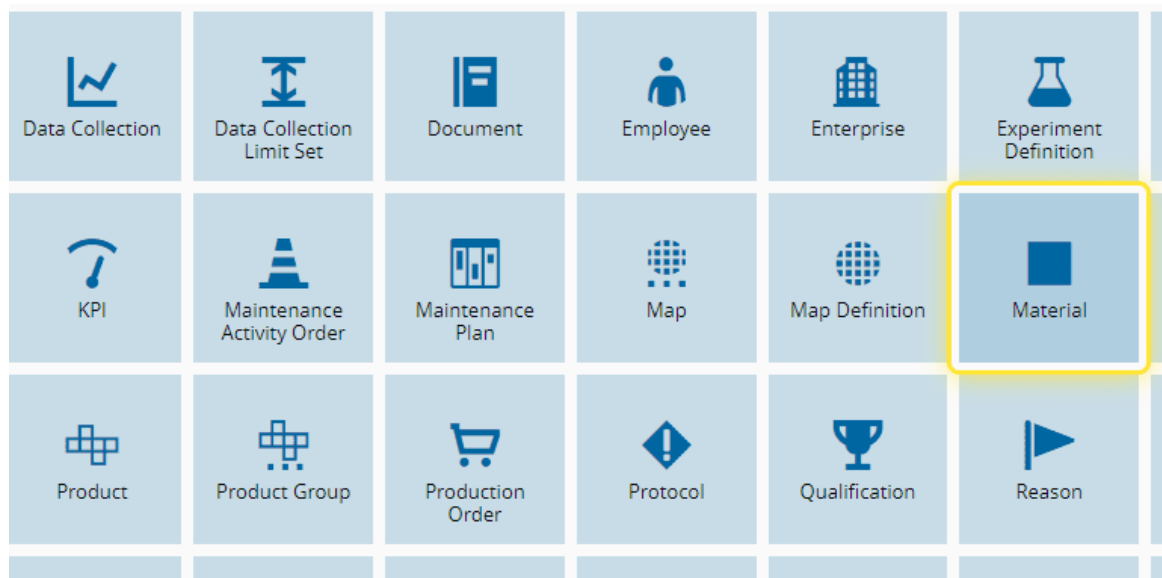 Data Collection
Data Collection
Limit Set
Document
Employee
Enterprise
Experiment
Definition
KPI
Maintenance
Activity Order
Maintenance
Plan
Map
Map Definition
Material
Product
Product Group
Production
Order
Protocol
Qualification
Reason